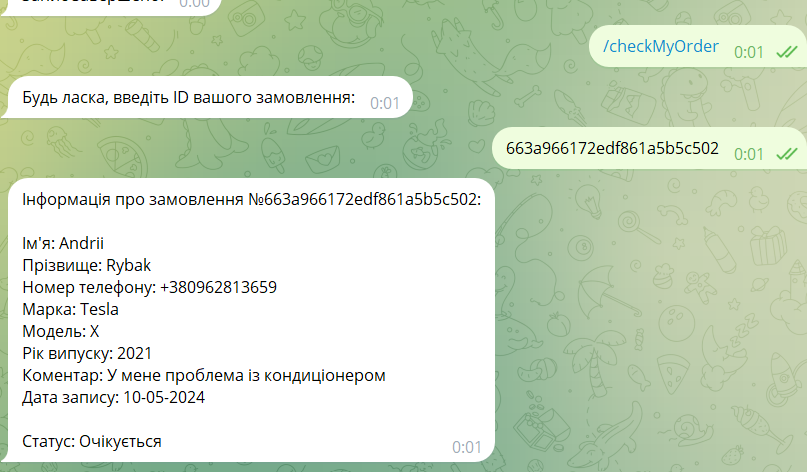 0:00
/checkMyOrder 0:01
Будь ласка, введіть ID вашого замовлення: 0:01
663a966172edf861a5b5c502 0:01
Інформація про замовлення №663a966172edf861a5b5c502:
Ім'я: Andrii
Прізвище: Rybak
Номер телефону: +380962813659
Марка: Tesla
Модель: X
Рік випуску: 2021
Коментар: У мене проблема із кондиціонером
Дата запису: 10-05-2024
Статус: Очікується 0:01